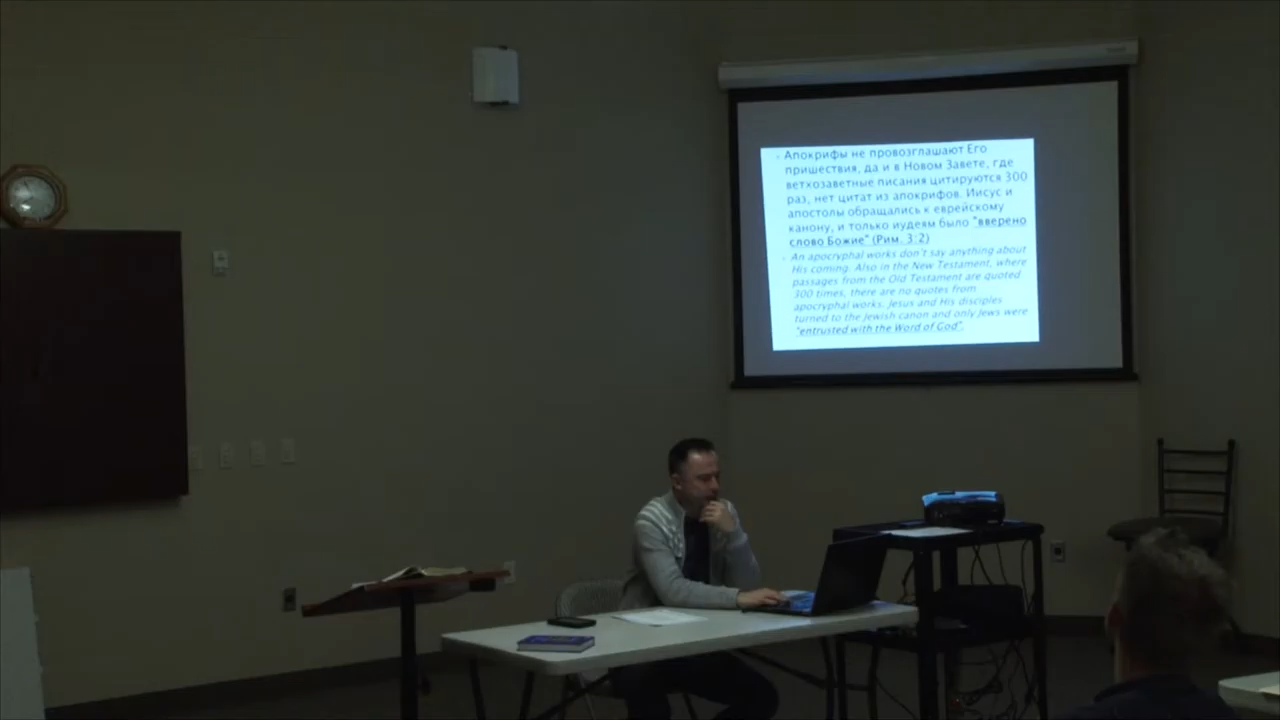 Апокрифы не провозглашают Его
пришествия, да и в Новом Завете, где
ветхозаветные писания цитируются 300
раз, нет цитат из апокрифов. Иисус и
апостолы обращались к еврейскому
канону, и только иудеям было "вверено
слово Божие" (Рим. 3:2)
An apocryphal works don't say anything about
His coming. Also in the New Testament, where
passages from the Old Testament are quoted
300 times, there are no quotes from
apocryphal works. Jesus and His disciples
turned to the Jewish canon and only Jews were
"entrusted with the Word of God".